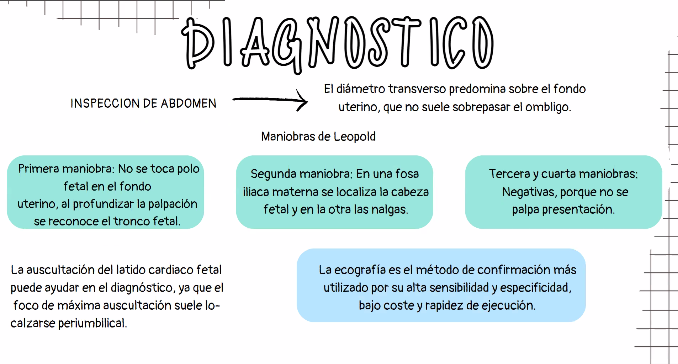 DIAGNOSTICO
INSPECCION DE ABDOMEN
El diámetro transverso predomina sobre el fondo
uterino, que no suele sobrepasar el ombligo.
Maniobras de Leopold
Primera maniobra: No se toca polo
fetal en el fondo
uterino, al profundizar la palpación
se reconoce el tronco fetal.
Segunda maniobra: En una fosa
iliaca materna se localiza la cabeza
fetal y en la otra las nalgas.
Tercera y cuarta maniobras:
Negativas, porque no se
palpa presentación.
La auscultación del latido cardiaco fetal
puede ayudar en el diagnóstico, ya que el
foco de máxima auscultación suele lo-
calzarse periumbilical.
La ecografía es el método de confirmación más
utilizado por su alta sensibilidad y especificidad,
bajo coste y rapidez de ejecución.